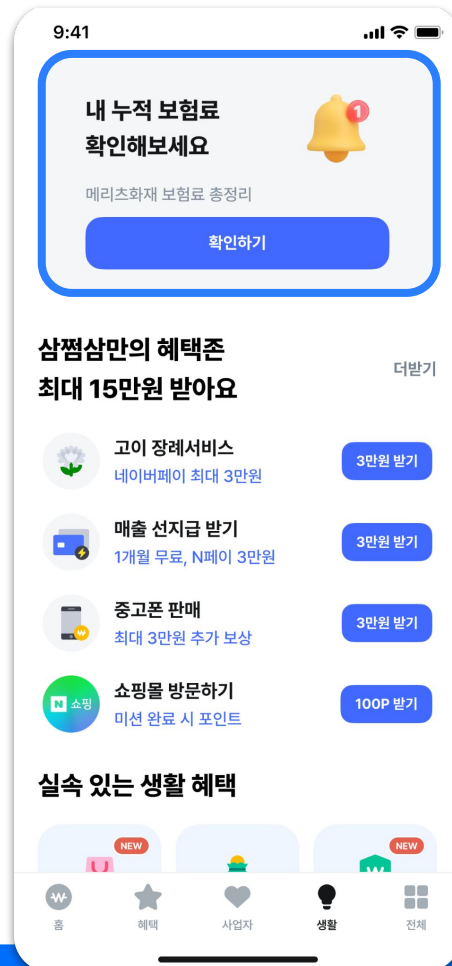 9:41
내 누적 보험료
확인해보세요
1
메리츠화재 보험료 총정리
확인하기
삼쩜삼만의 혜택존
최대 15만원 받아요
더받기
고이 장례서비스
네이버페이 최대 3만원
3만원 받기
매출 선지급 받기
1개월 무료, N페이 3만원
3만원 받기
중고폰 판매
최대 3만원 추가 보상
3만원 받기
N 쇼핑
쇼핑몰 방문하기
미션 완료 시 포인트
100P 받기
실속 있는 생활 혜택
NEW
NEW
홈
혜택
사업자
생활
전체